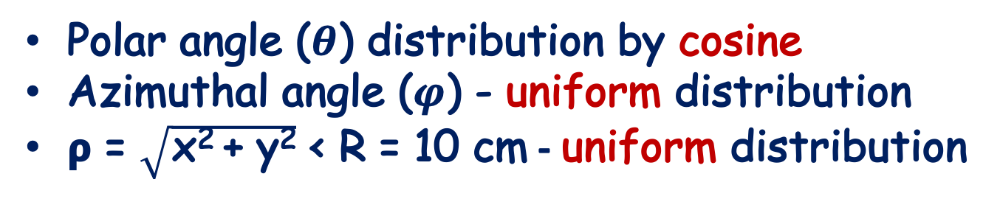 • Polar angle (θ) distribution by cosine
• Azimuthal angle (φ) - uniform distribution
• ρ = √x² + y² < R = 10 cm - uniform distribution